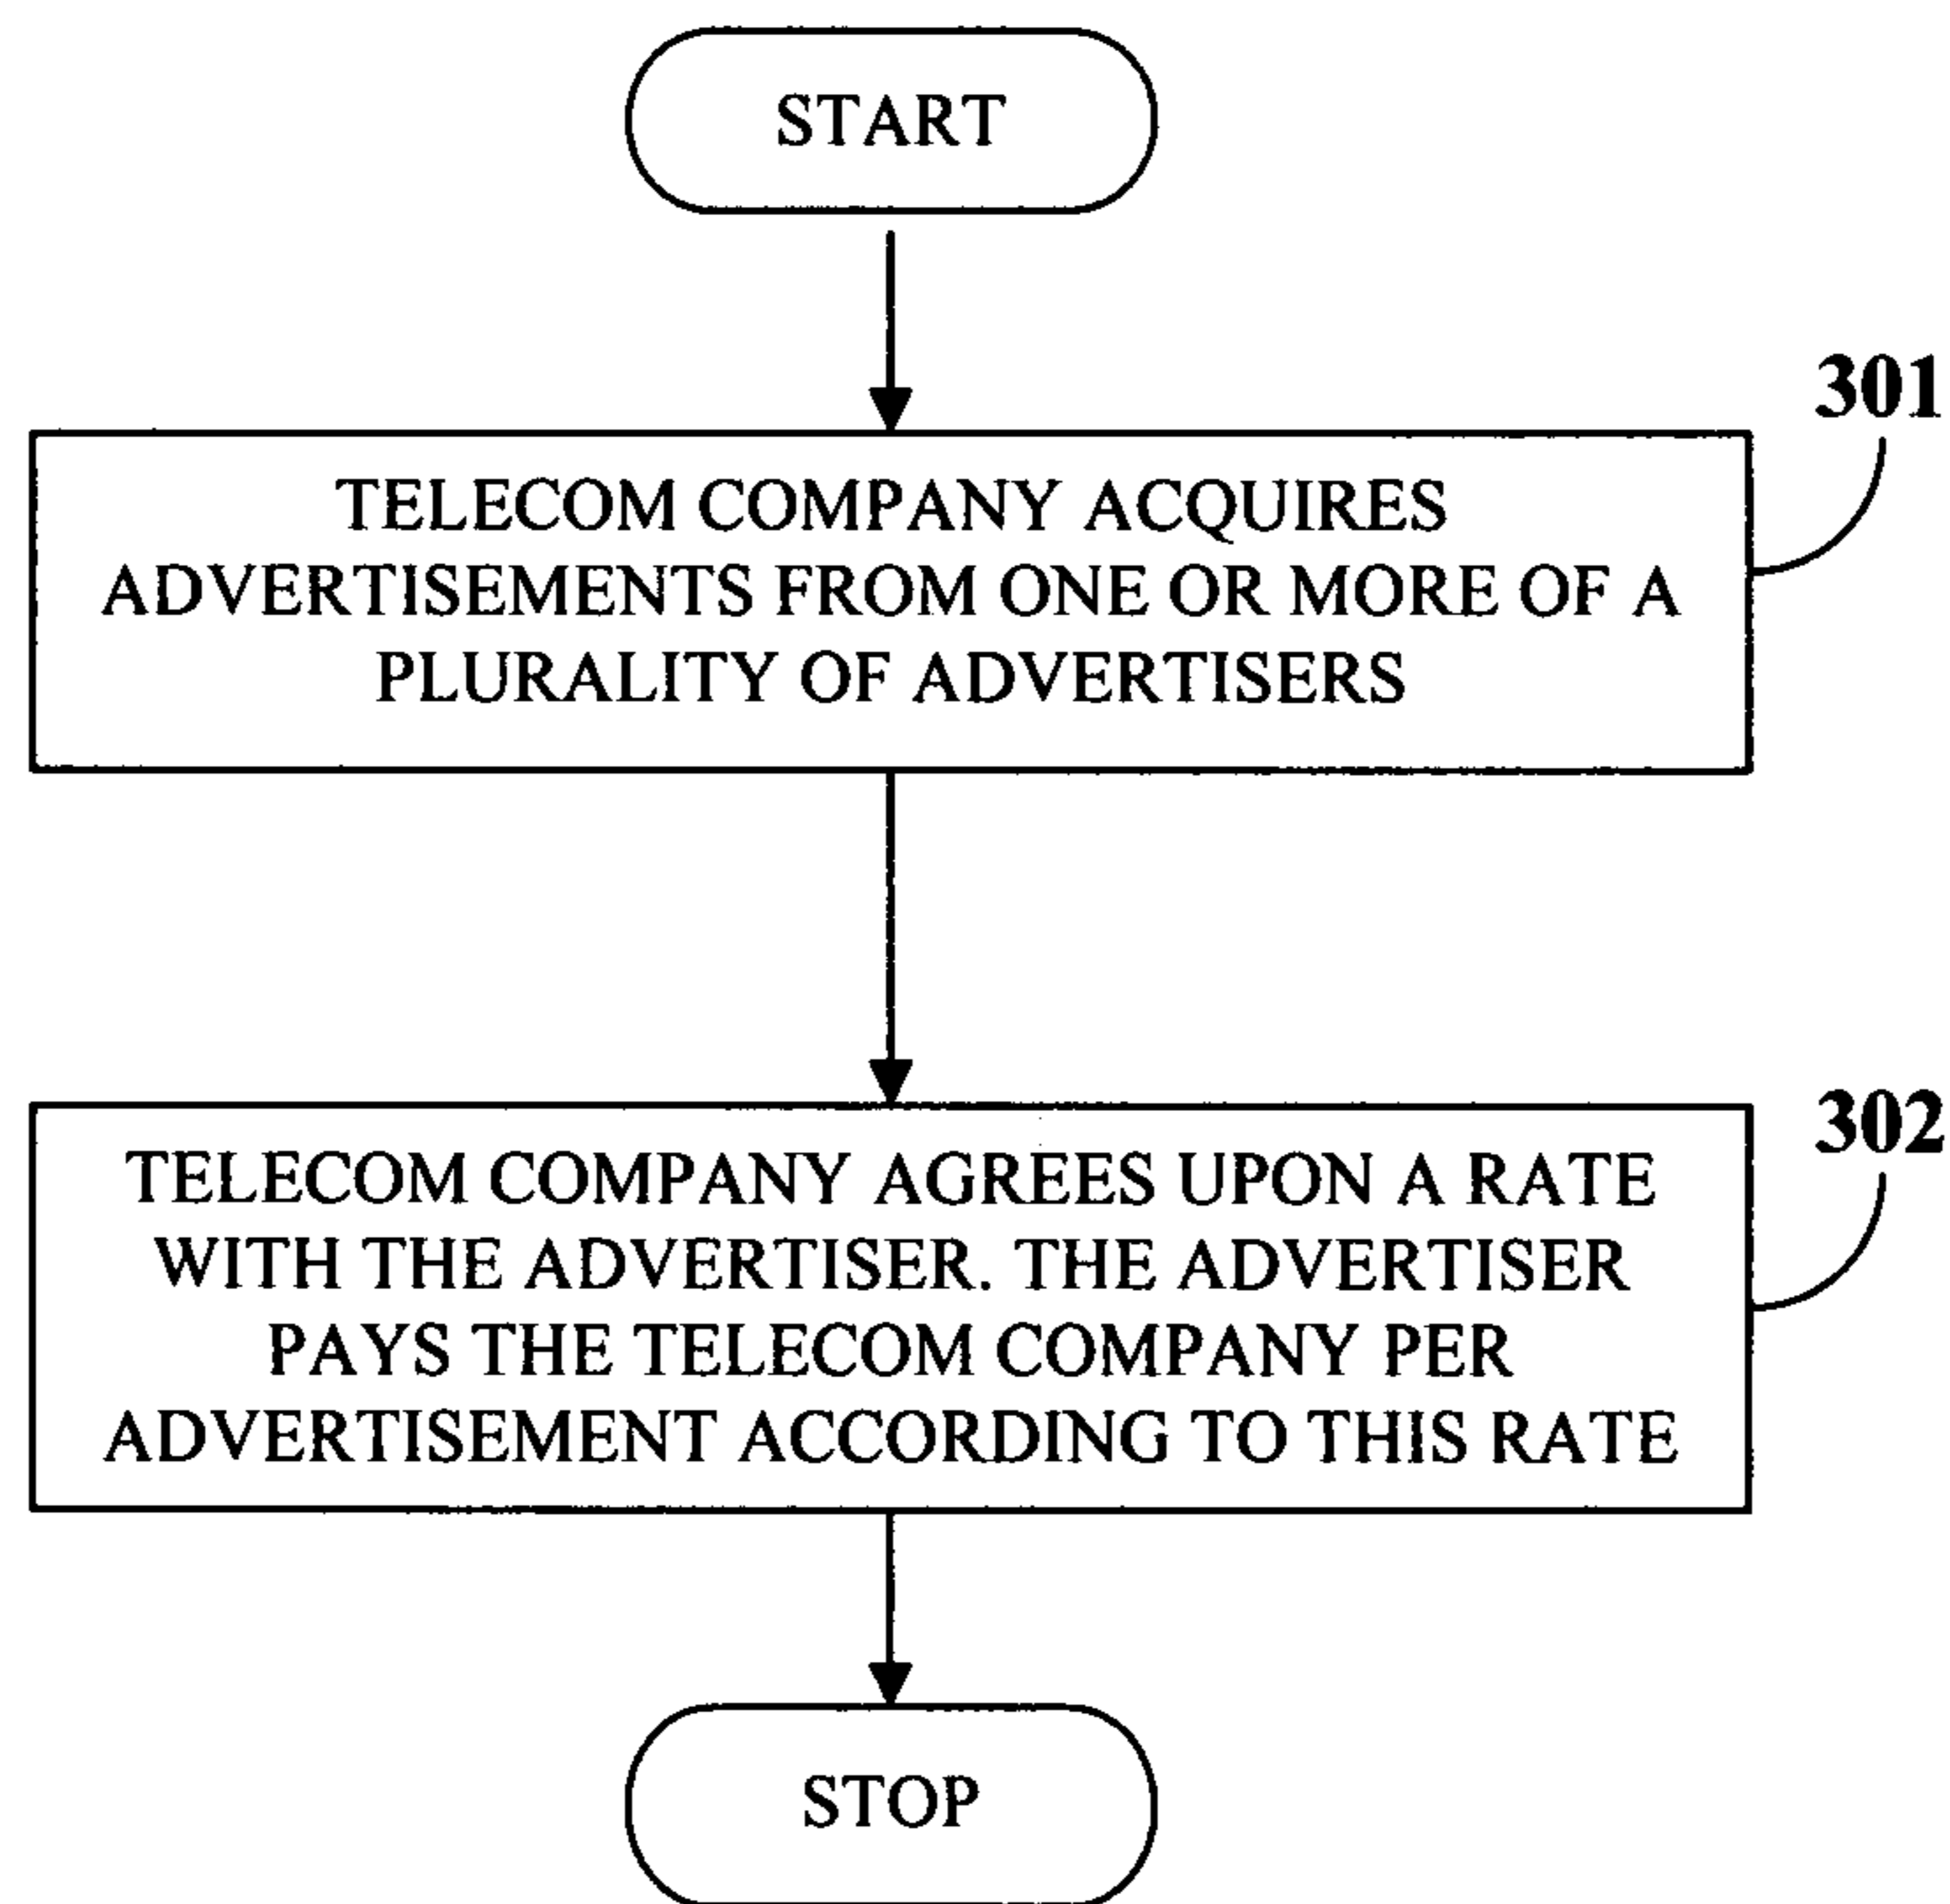 START
301
TELECOM COMPANY ACQUIRES
ADVERTISEMENTS FROM ONE OR MORE OF A
PLURALITY OF ADVERTISERS
302
TELECOM COMPANY AGREES UPON A RATE
WITH THE ADVERTISER. THE ADVERTISER
PAYS THE TELECOM COMPANY PER
ADVERTISEMENT ACCORDING TO THIS RATE
STOP